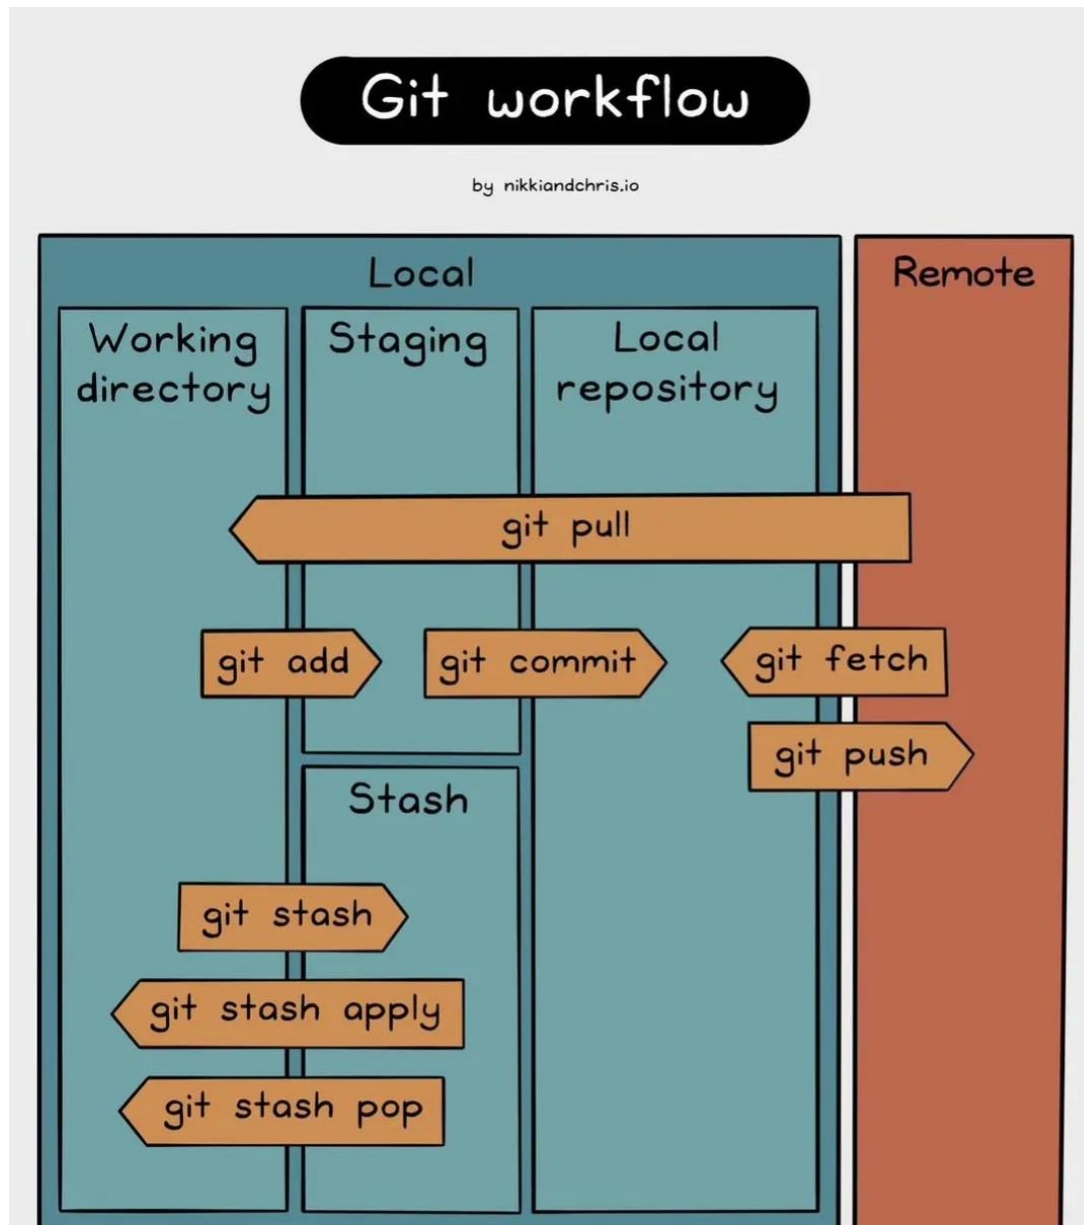 Git workflow
by nikkiandchris.io
Local
Remote
Working
directory
Staging
Local
repository
git pull
git add
git commit
git fetch
git push
Stash
git stash
git stash apply
git stash pop